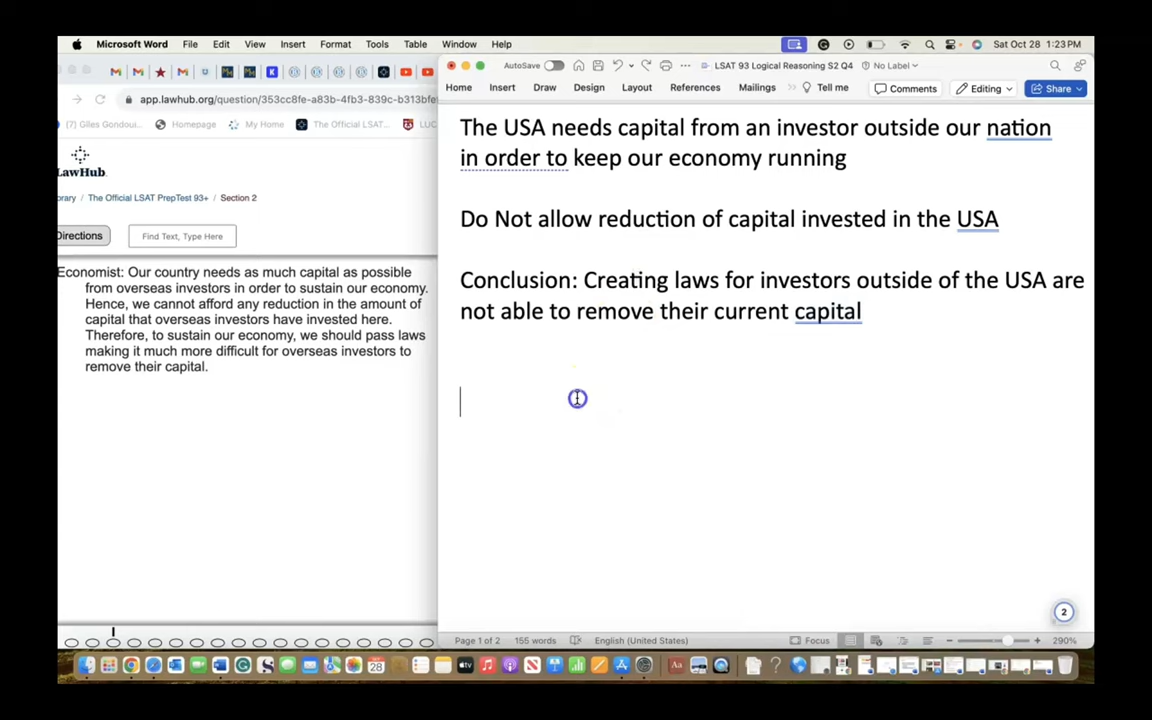 Microsoft Word File Edit View Insert Format Tools Table Window Help Sat Oct 28 1:23 PM
AutoSave LSAT 93 Logical Reasoning S2 Q4 No Label
app.lawhub.org/question/353cc8fe-a83b-4fb3-839c-b313bfe
Home Insert Draw Design Layout References Mailings Tell me Comments Editing Share
(7) Giles Gondou... Homepage My Home The Official LSAT... LUC
LawHub
orary / The Official LSAT PrepTest 93+ / Section 2
Directions Find Text, Type Here
Economist: Our country needs as much capital as possible
from overseas investors in order to sustain our economy.
Hence, we cannot afford any reduction in the amount of
capital that overseas investors have invested here.
Therefore, to sustain our economy, we should pass laws
making it much more difficult for overseas investors to
remove their capital.
The USA needs capital from an investor outside our nation
in order to keep our economy running
Do Not allow reduction of capital invested in the USA
Conclusion: Creating laws for investors outside of the USA are
not able to remove their current capital
2
Page 1 of 2 155 words English (United States) Focus 290%
28